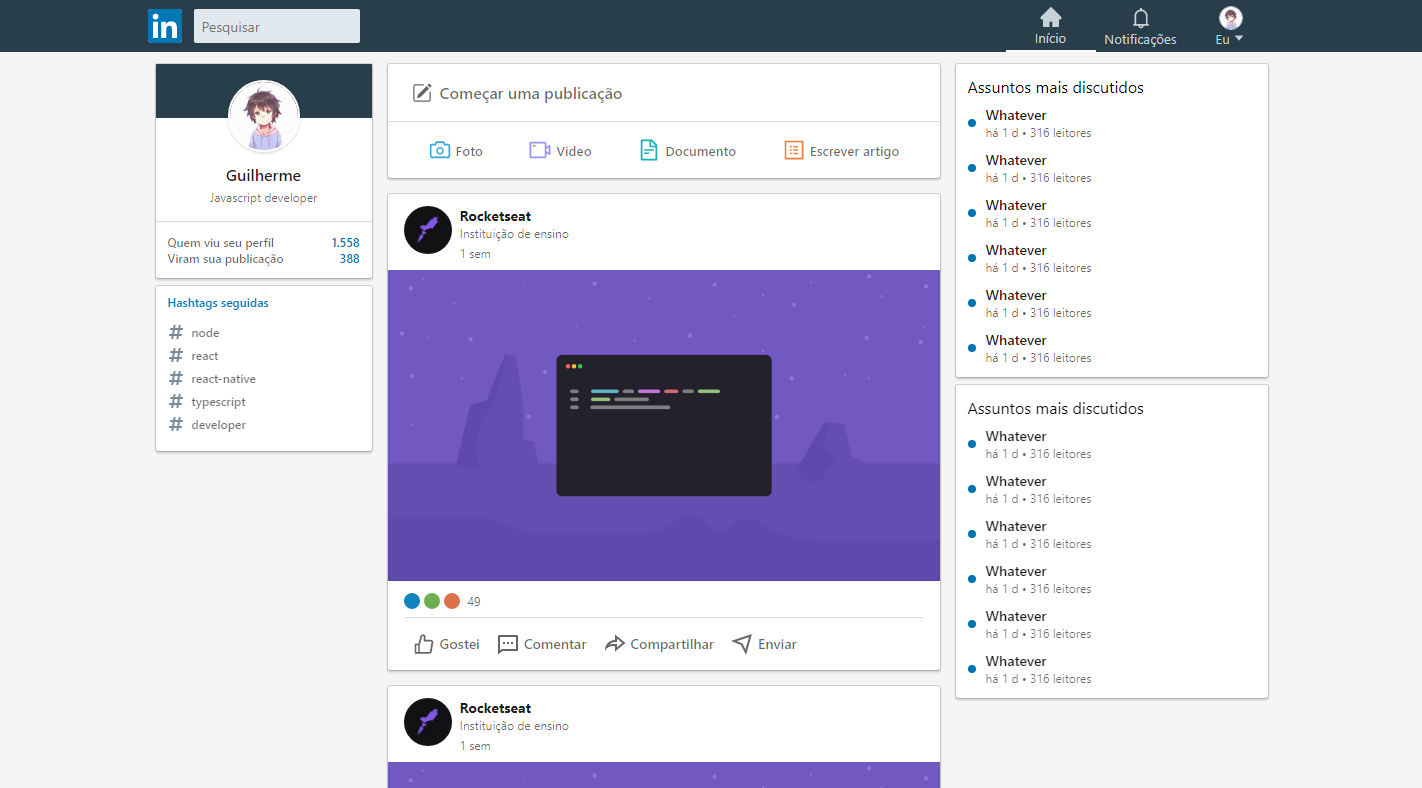 in
Pesquisar
Início
Notificações
Eu
Guilherme
Javascript developer
Quem viu seu perfil 1.558
Viram sua publicação 388
Hashtags seguidas
# node
# react
# react-native
# typescript
# developer
Começar uma publicação
Foto
Vídeo
Documento
Escrever artigo
Rocketseat
Instituição de ensino
1 sem
49
Gostei
Comentar
Compartilhar
Enviar
Rocketseat
Instituição de ensino
1 sem
Assuntos mais discutidos
Whatever
há 1 d • 316 leitores
Whatever
há 1 d • 316 leitores
Whatever
há 1 d • 316 leitores
Whatever
há 1 d • 316 leitores
Whatever
há 1 d • 316 leitores
Whatever
há 1 d • 316 leitores
Assuntos mais discutidos
Whatever
há 1 d • 316 leitores
Whatever
há 1 d • 316 leitores
Whatever
há 1 d • 316 leitores
Whatever
há 1 d • 316 leitores
Whatever
há 1 d • 316 leitores
Whatever
há 1 d • 316 leitores